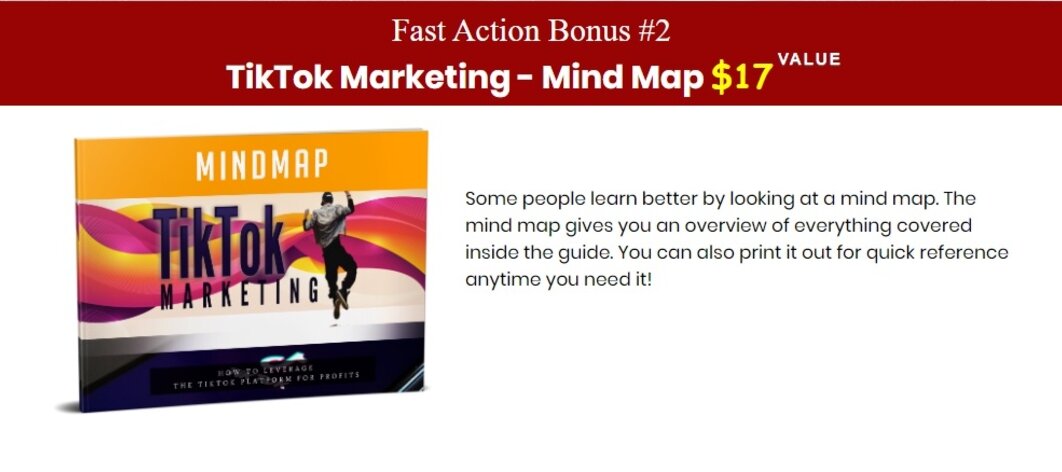 Fast Action Bonus #2
TikTok Marketing - Mind Map $17 VALUE
MINDMAP
TikTok
MARKETING
HOW TO LEVERAGE
THE TIKTOK PLATFORM FOR PROFITS
Some people learn better by looking at a mind map. The
mind map gives you an overview of everything covered
inside the guide. You can also print it out for quick reference
anytime you need it!